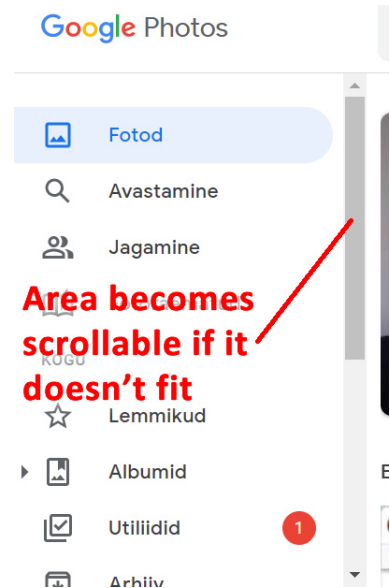 Google Photos
Fotod
Avastamine
Jagamine
Area becomes
scrollable if it
KOGU
doesn't fit
Lemmikud
Albumid
Utiliidid 1
Arhiiv